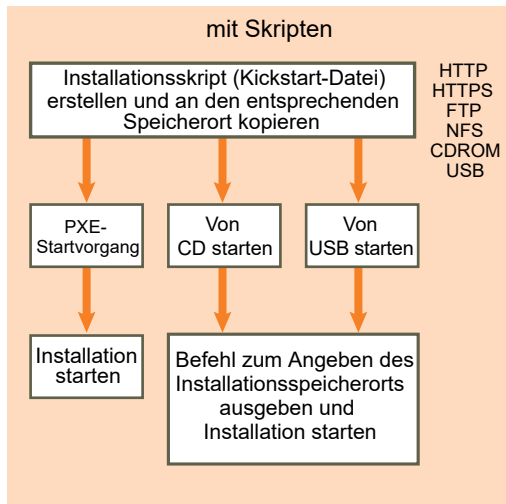 mit Skripten
Installationsskript (Kickstart-Datei)
erstellen und an den entsprechenden
Speicherort kopieren
HTTP
HTTPS
FTP
NFS
CDROM
USB
PXE-
Startvorgang
Von
CD starten
Von
USB starten
Installation
starten
Befehl zum Angeben des
Installationsspeicherorts
ausgeben und
Installation starten